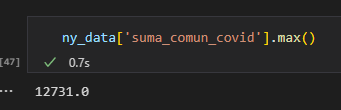 ny_data['suma_comun_covid'].max()
[47]
✓ 0.7s
... 12731.0